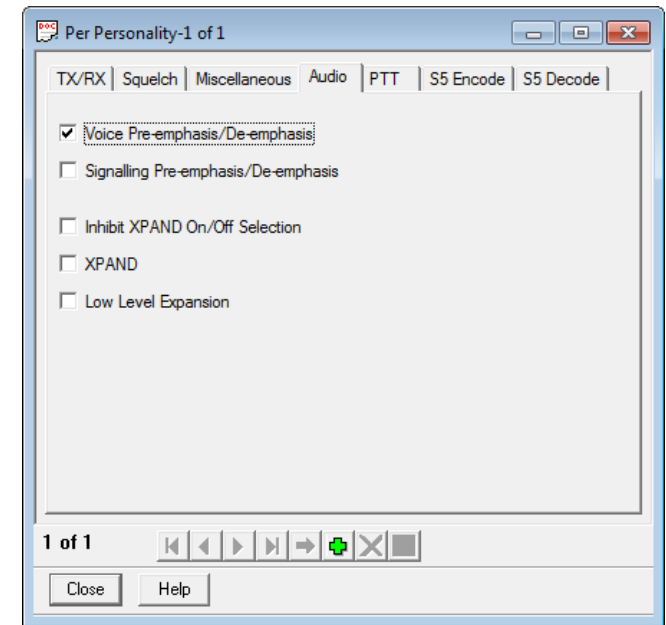 DOC Per Personality-1 of 1
TX/RX Squelch Miscellaneous Audio PTT S5 Encode S5 Decode
Voice Pre-emphasis/De-emphasis
Signalling Pre-emphasis/De-emphasis
Inhibit XPAND On/Off Selection
XPAND
Low Level Expansion
1 of 1
Close Help